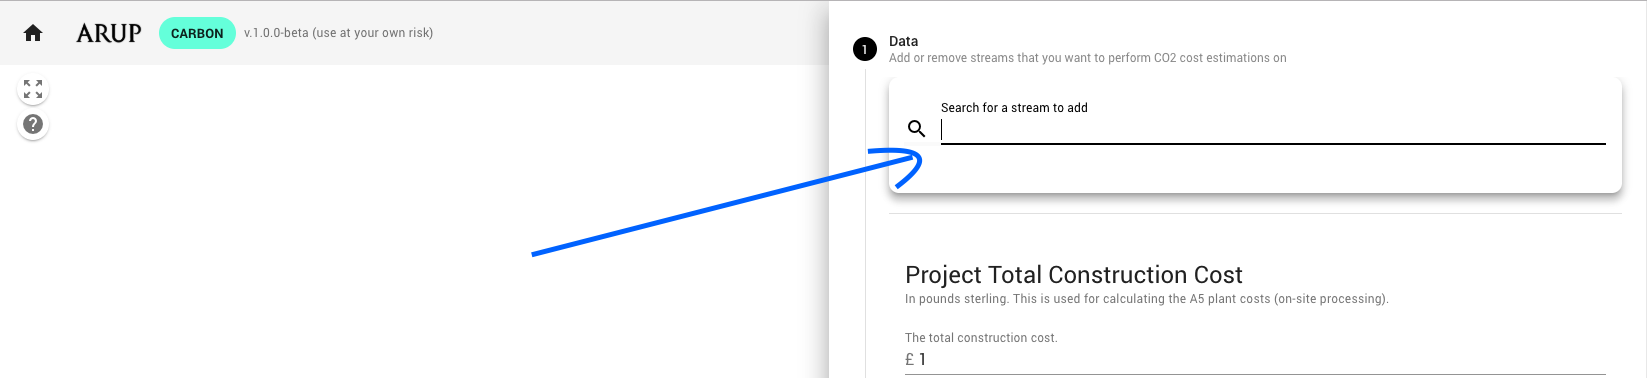 ARUP
CARBON
v.1.0.0-beta (use at your own risk)
1
Data
Add or remove streams that you want to perform CO2 cost estimations on
Search for a stream to add
Project Total Construction Cost
In pounds sterling. This is used for calculating the A5 plant costs (on-site processing).
The total construction cost.
£ 1